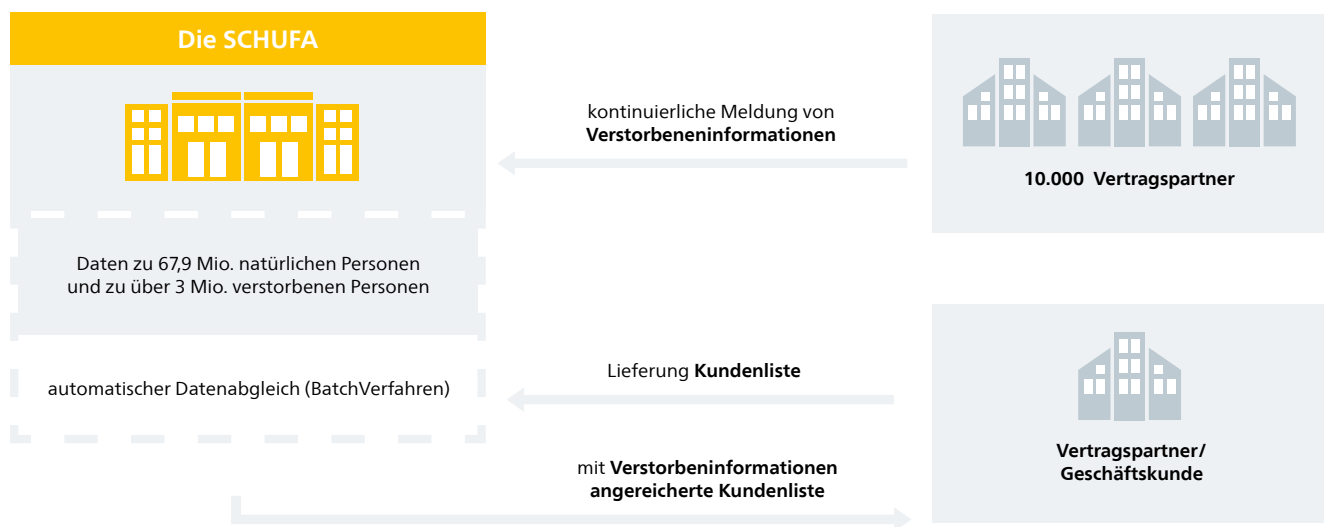 Die SCHUFA
kontinuierliche Meldung von
Verstorbeneninformationen
10.000 Vertragspartner
Daten zu 67,9 Mio. natürlichen Personen
und zu über 3 Mio. verstorbenen Personen
automatischer Datenabgleich (BatchVerfahren)
Lieferung Kundenliste
Vertragspartner/
Geschäftskunde
mit Verstorbeninformationen
angereicherte Kundenliste